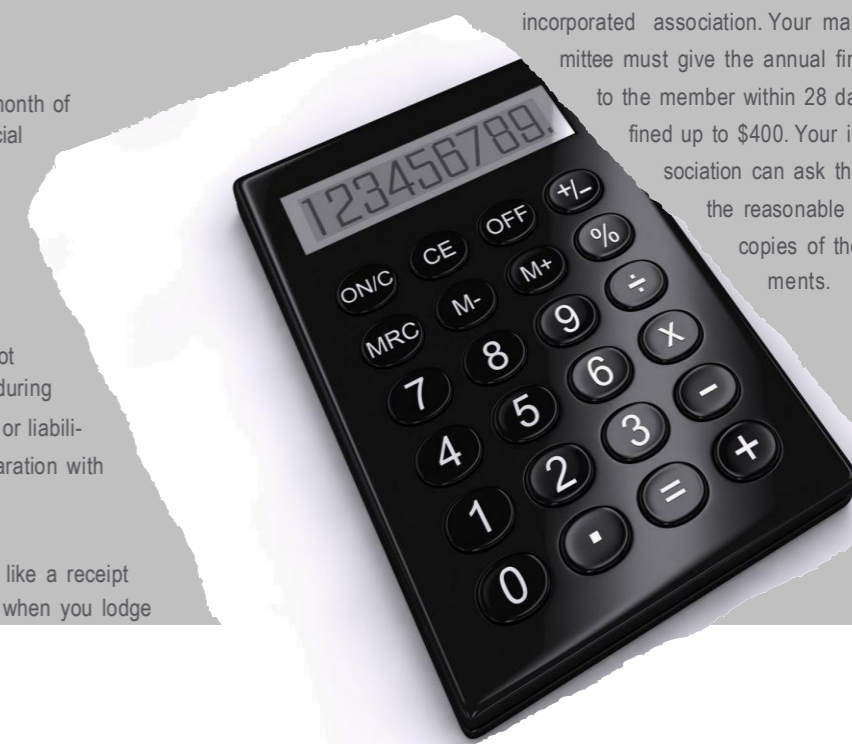 month of
cial
ot
during
or liabili-
aration with
like a receipt
when you lodge
incorporated association. Your ma
mittee must give the annual fin
to the member within 28 da
fined up to $400. Your i
sociation can ask th
the reasonable
copies of the
ments.
123456789.
ON/C CE OFF +/-
MRC M- M+ %
7 8 9 ÷
4 5 6 X
1 2 3 -
0 . = +